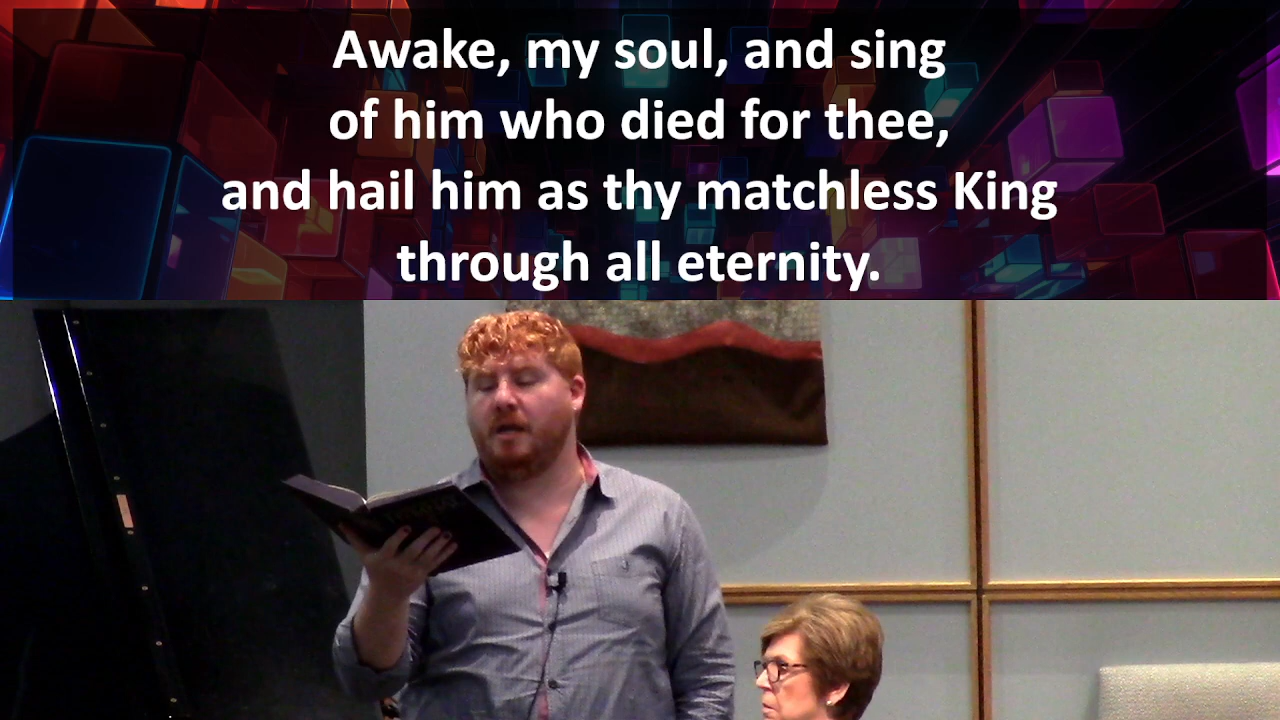 Awake, my soul, and sing
of him who died for thee,
and hail him as thy matchless King
through all eternity.